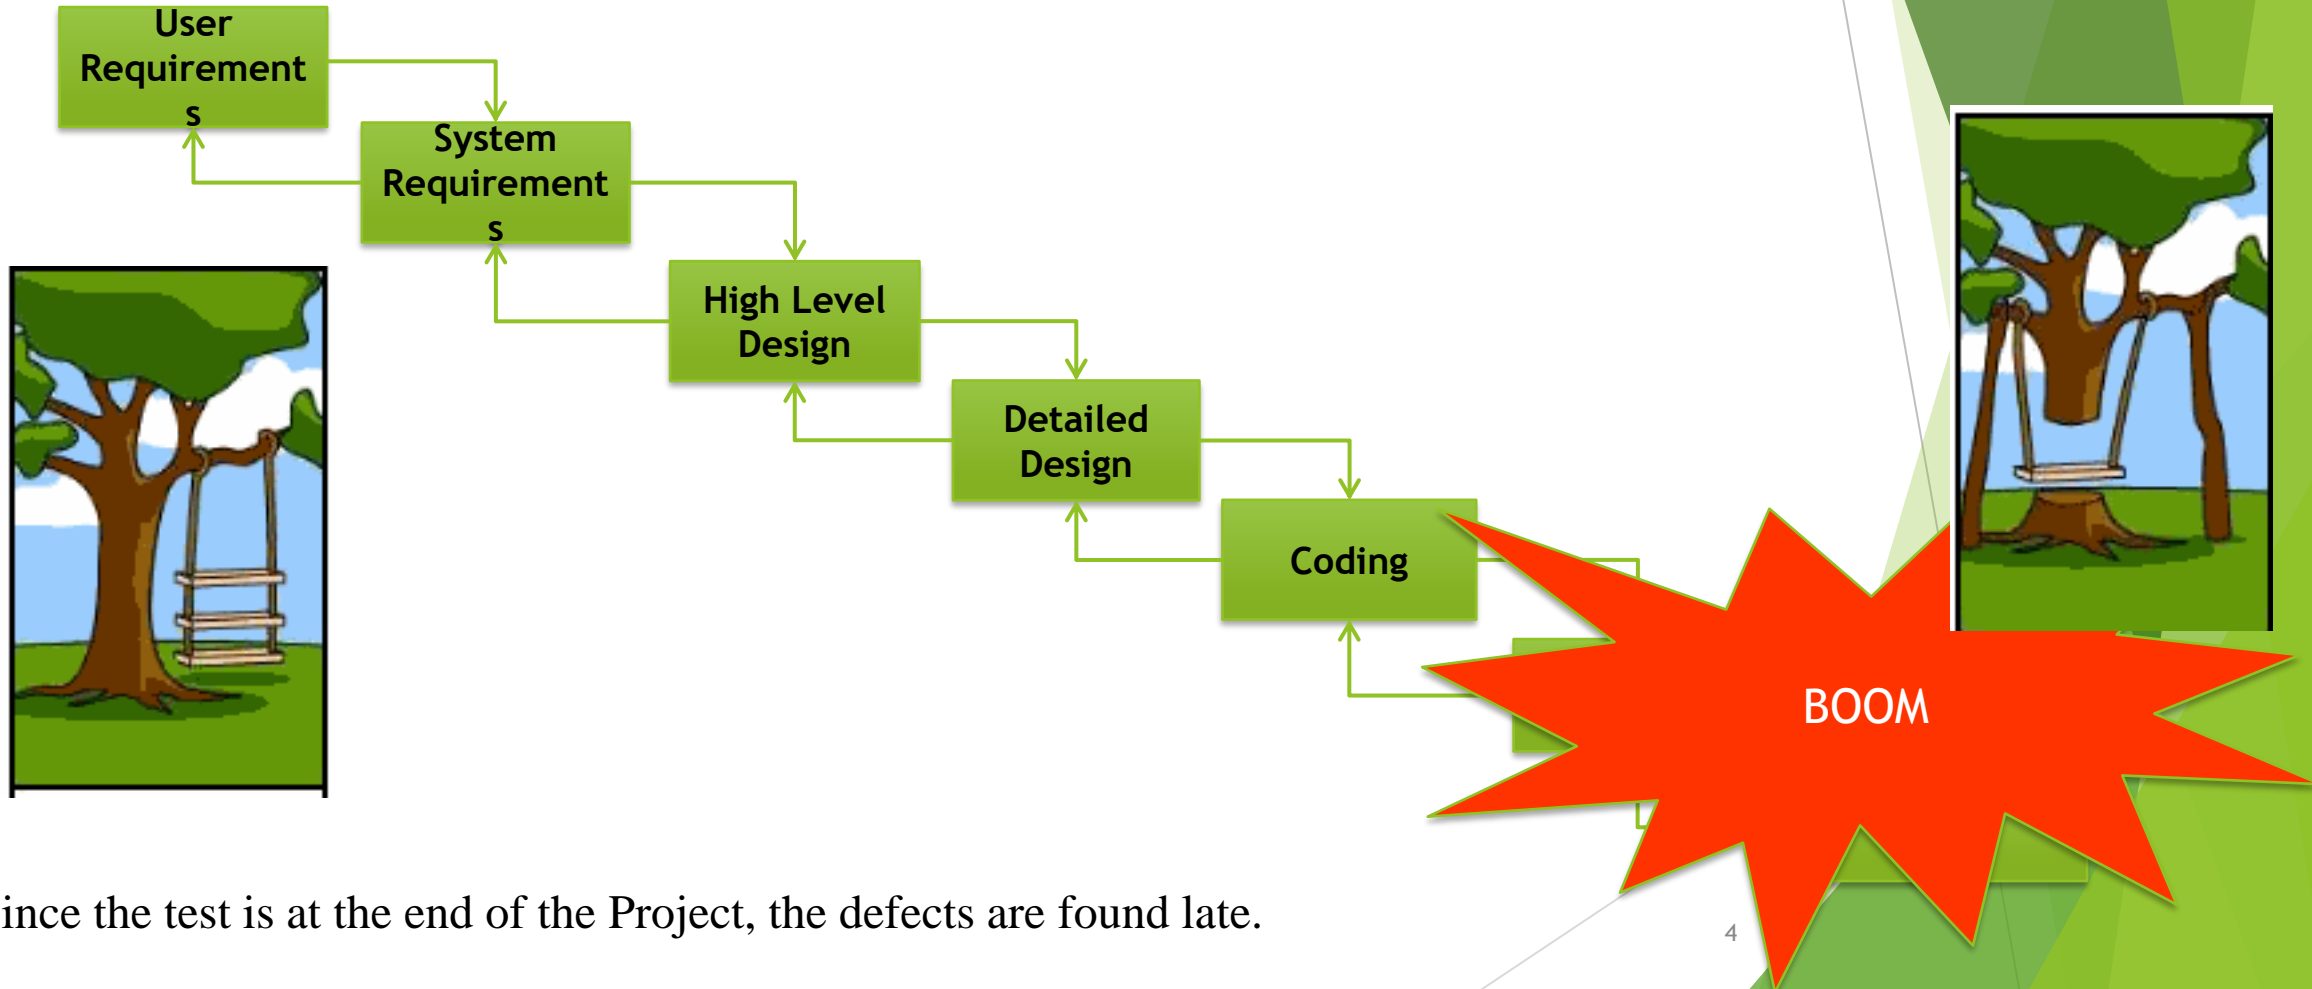 User
Requirement
s
System
Requirement
s
High Level
Design
Detailed
Design
Coding
BOOM
ince the test is at the end of the Project, the defects are found late.
4